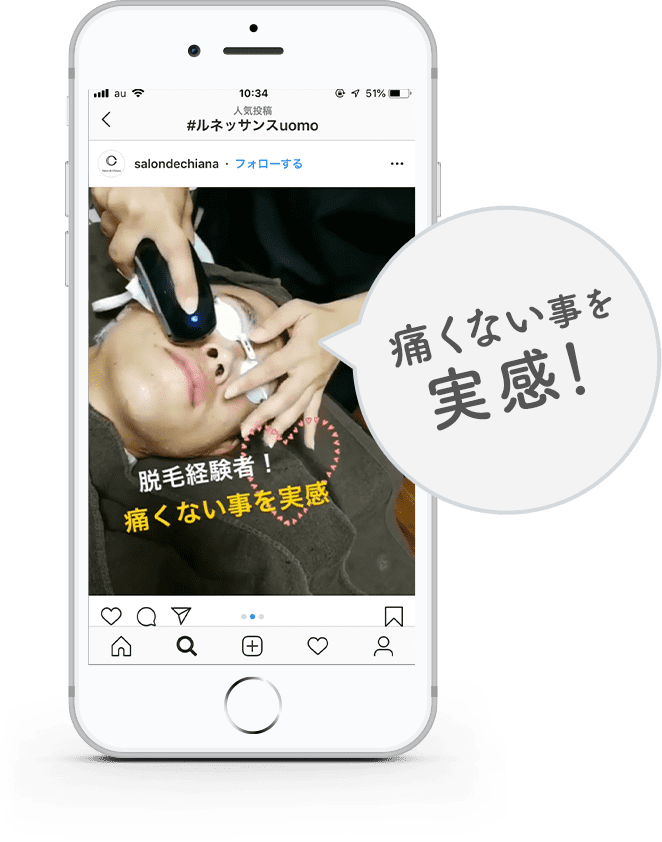 au
10:34
51%
人気投稿
#ルネッサンスuomo
salondechiana・フォローする
脱毛経験者！
痛くない事を実感
痛くない事を
実感！